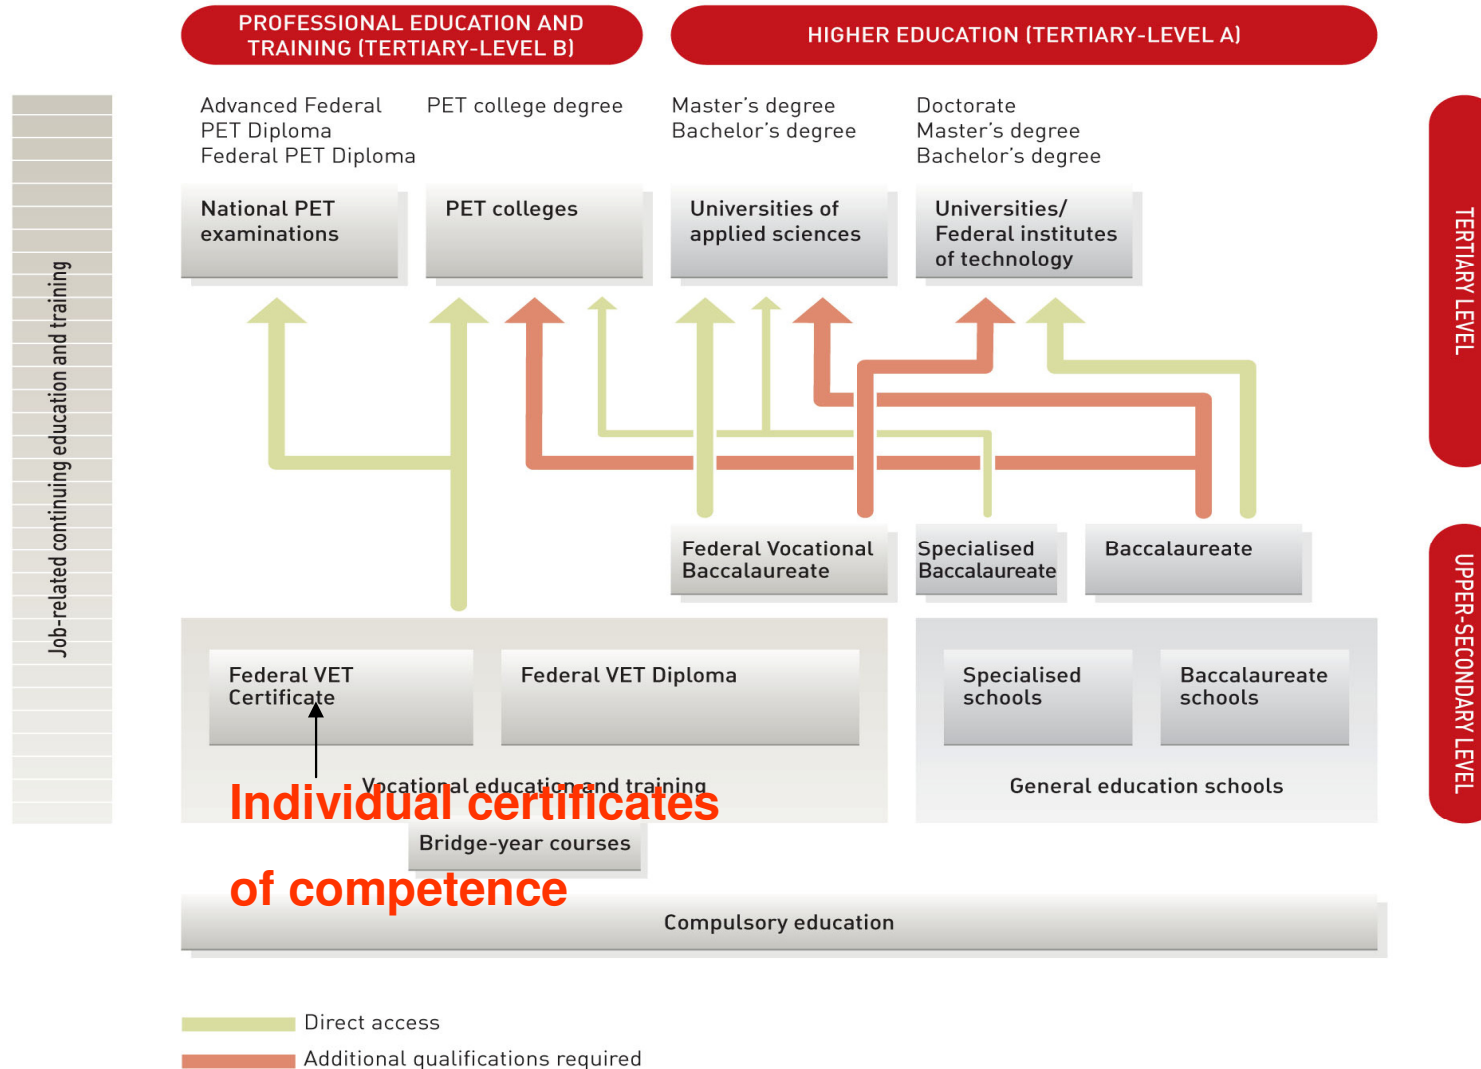 PROFESSIONAL EDUCATION AND
TRAINING (TERTIARY-LEVEL B)
HIGHER EDUCATION (TERTIARY-LEVEL A)
Advanced Federal
PET Diploma
Federal PET Diploma
PET college degree
Master's degree
Bachelor's degree
Doctorate
Master's degree
Bachelor's degree
National PET
examinations
PET colleges
Universities of
applied sciences
Universities/
Federal institutes
of technology
TERTIARY LEVEL
Job-related continuing education and training
Federal Vocational
Baccalaureate
Specialised
Baccalaureate
Baccalaureate
UPPER-SECONDARY LEVEL
Federal VET
Certificate
Federal VET Diploma
Specialised
schools
Baccalaureate
schools
Vocational education and training
General education schools
Individual certificates
of competence
Bridge-year courses
Compulsory education
Direct access
Additional qualifications required